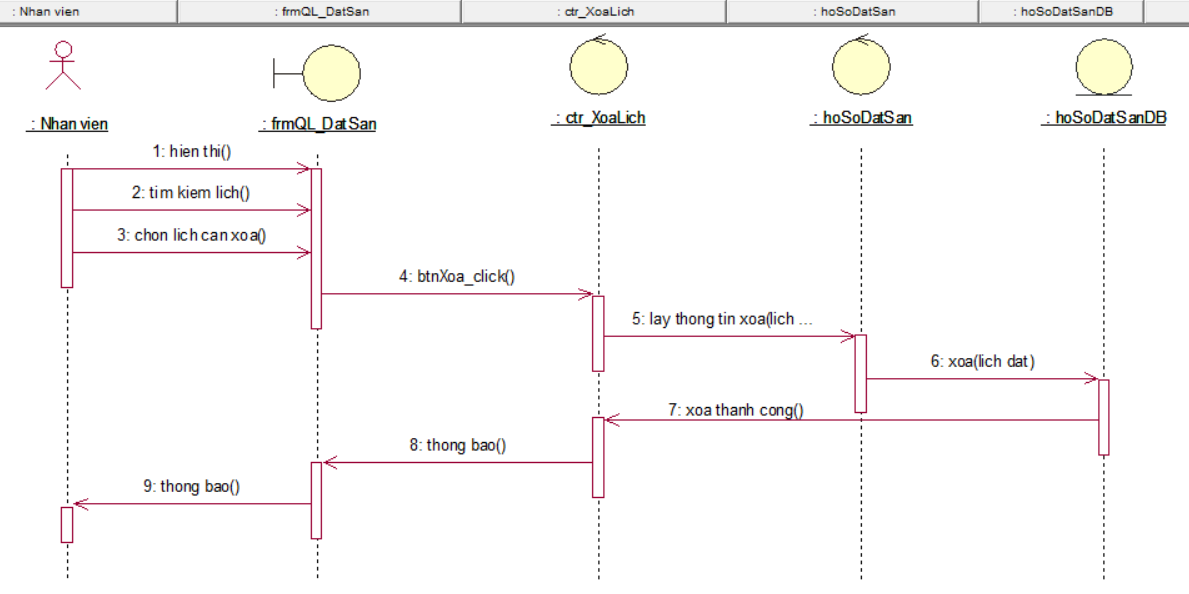 : Nhan vien
: frmQL_DatSan
: ctr_XoaLich
: hoSoDatSan
: hoSoDatSanDB
: Nhan vien
: frmQL_DatSan
: ctr_XoaLich
: hoSoDatSan
: hoSoDatSanDB
1: hien thi()
2: tim kiem lich()
3: chon lich can xoa()
4: btnXoa_click()
5: lay thong tin xoa(lich ...
6: xoa(lich dat)
7: xoa thanh cong()
8: thong bao()
9: thong bao()